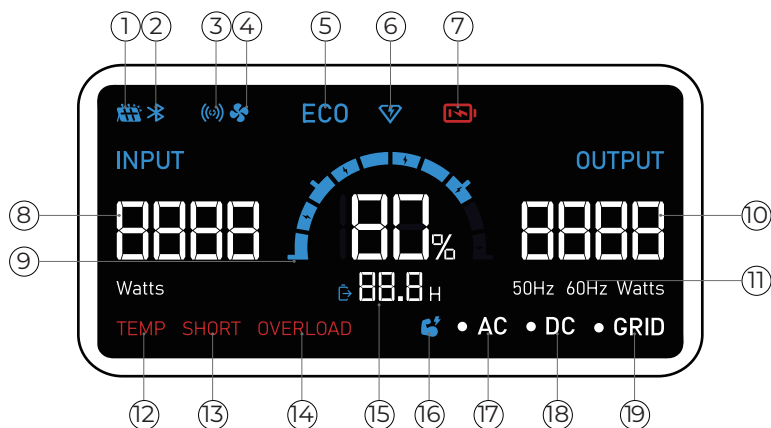 1 2 3 4 5 6 7
ECO
INPUT OUTPUT
8 8888 80% 8888 10
9
Watts 88.8 H 50Hz 60Hz Watts 11
TEMP SHORT OVERLOAD AC DC GRID
12 13 14 15 16 17 18 19